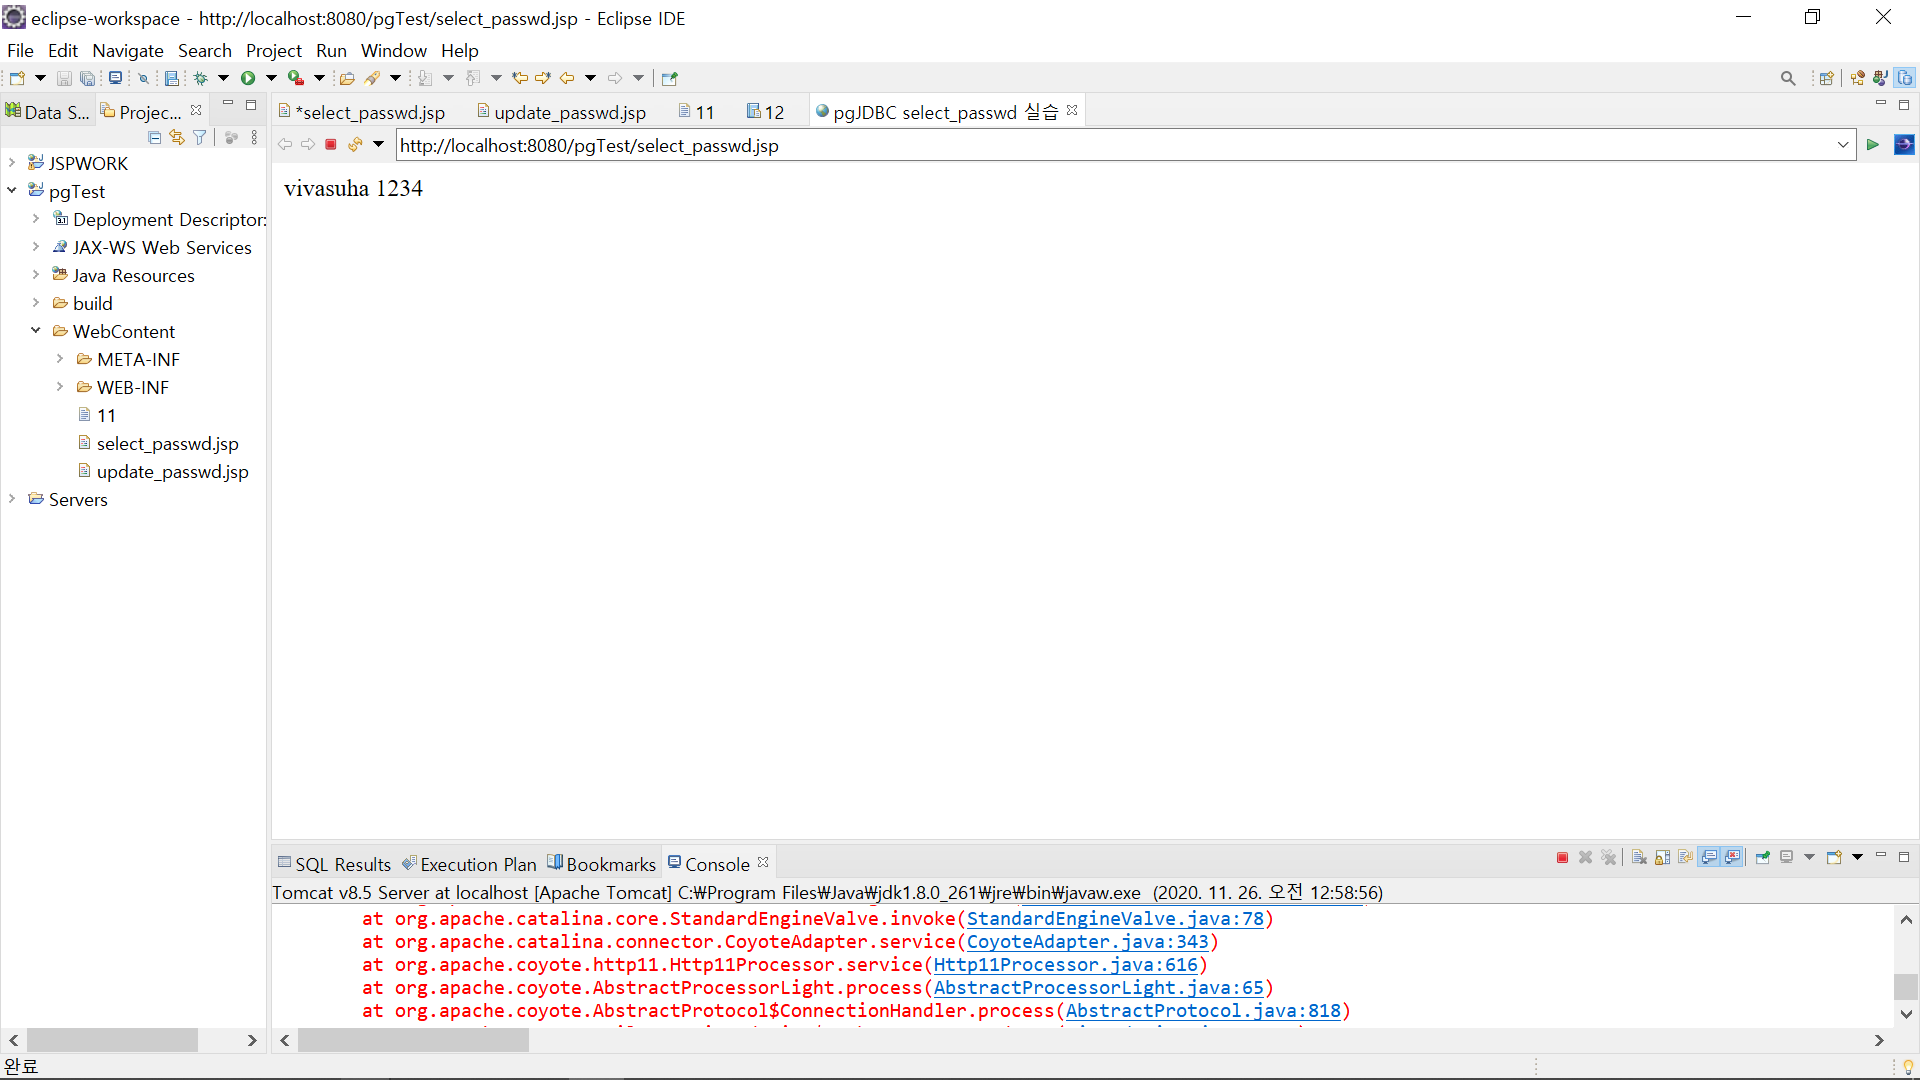 eclipse-workspace - http://localhost:8080/pgTest/select_passwd.jsp - Eclipse IDE
File Edit Navigate Search Project Run Window Help
Data S... Projec...
*select_passwd.jsp update_passwd.jsp 11 12 pgJDBC select_passwd 실습
http://localhost:8080/pgTest/select_passwd.jsp
JSPWORK
pgTest
Deployment Descriptor:
JAX-WS Web Services
Java Resources
build
WebContent
META-INF
WEB-INF
11
select_passwd.jsp
update_passwd.jsp
Servers
vivasuha 1234
SQL Results Execution Plan Bookmarks Console
Tomcat v8.5 Server at localhost [Apache Tomcat] C:₩Program Files₩Java₩jdk1.8.0_261₩jre₩bin₩javaw.exe (2020. 11. 26. 오전 12:58:56)
at org.apache.catalina.core.StandardEngineValve.invoke(StandardEngineValve.java:78)
at org.apache.catalina.connector.CoyoteAdapter.service(CoyoteAdapter.java:343)
at org.apache.coyote.http11.Http11Processor.service(Http11Processor.java:616)
at org.apache.coyote.AbstractProcessorLight.process(AbstractProcessorLight.java:65)
at org.apache.coyote.AbstractProtocol$ConnectionHandler.process(AbstractProtocol.java:818)
완료